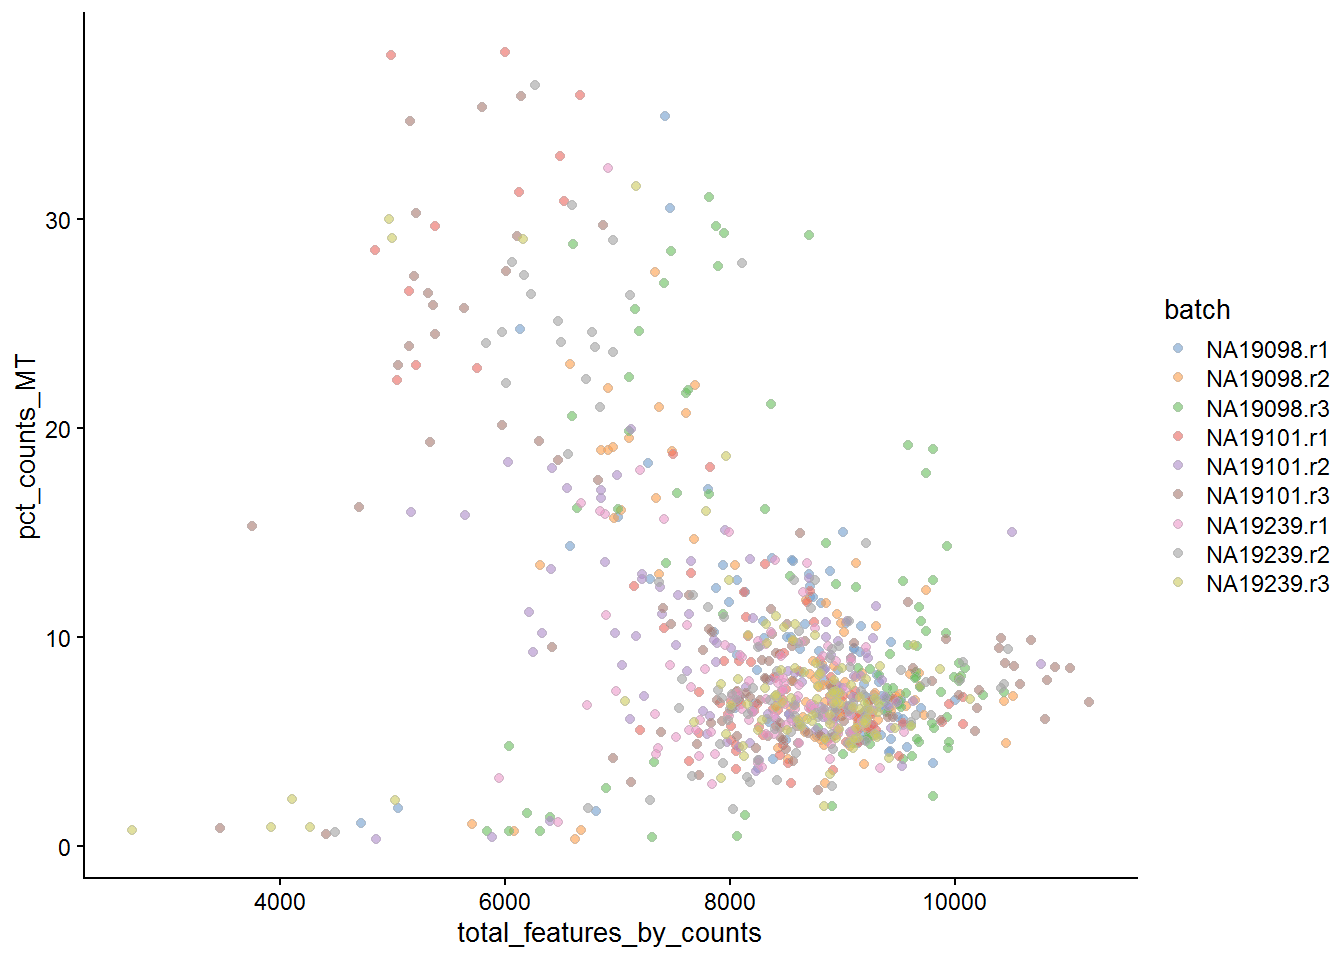 pct_counts_MT
30
20
10
0
4000
6000
8000
10000
total_features_by_counts
batch
NA19098.r1
NA19098.r2
NA19098.r3
NA19101.r1
NA19101.r2
NA19101.r3
NA19239.r1
NA19239.r2
NA19239.r3